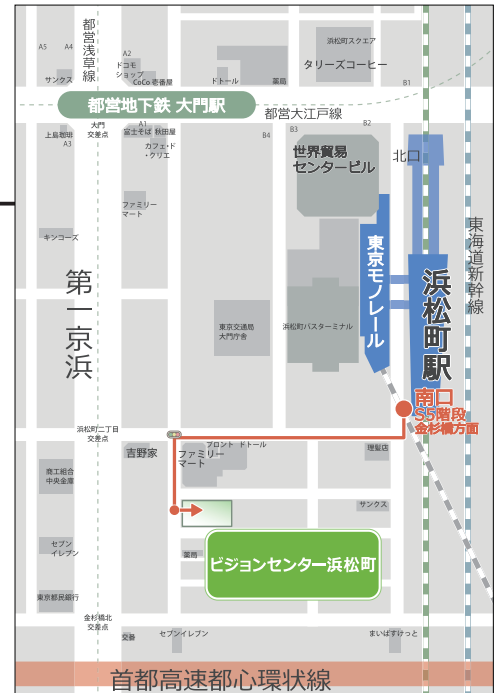 浜松町スクエア
A5
A4
都営浅草線
A2
ドコモ
ショップ
サンクス
CoCo壱番屋
ドトール
薬局
タリーズコーヒー
B1
都営地下鉄 大門駅
都営大江戸線
大門
交差点
上島珈琲
A3
A1
富士そば 秋田屋
カフェ・ド
・クリエ
B4
B3
B2
世界貿易
センタービル
北口
ファミリー
マート
キンコーズ
東京モノレール
東海道新幹線
第一京浜
浜松町駅
東京交通局
大門庁舎
浜松町バスターミナル
南口
S5階段
金杉橋方面
浜松町二丁目
交差点
吉野家
ファミリー
マート
プロント ドトール
理髪店
商工組合
中央金庫
サンクス
セブン
イレブン
薬局
ビジョンセンター浜松町
東京都民銀行
金杉橋北
交差点
交番
セブンイレブン
まいばすけっと
首都高速都心環状線